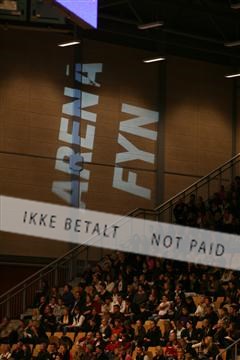 ARENA
FYN
IKKE BETALT NOT PAID